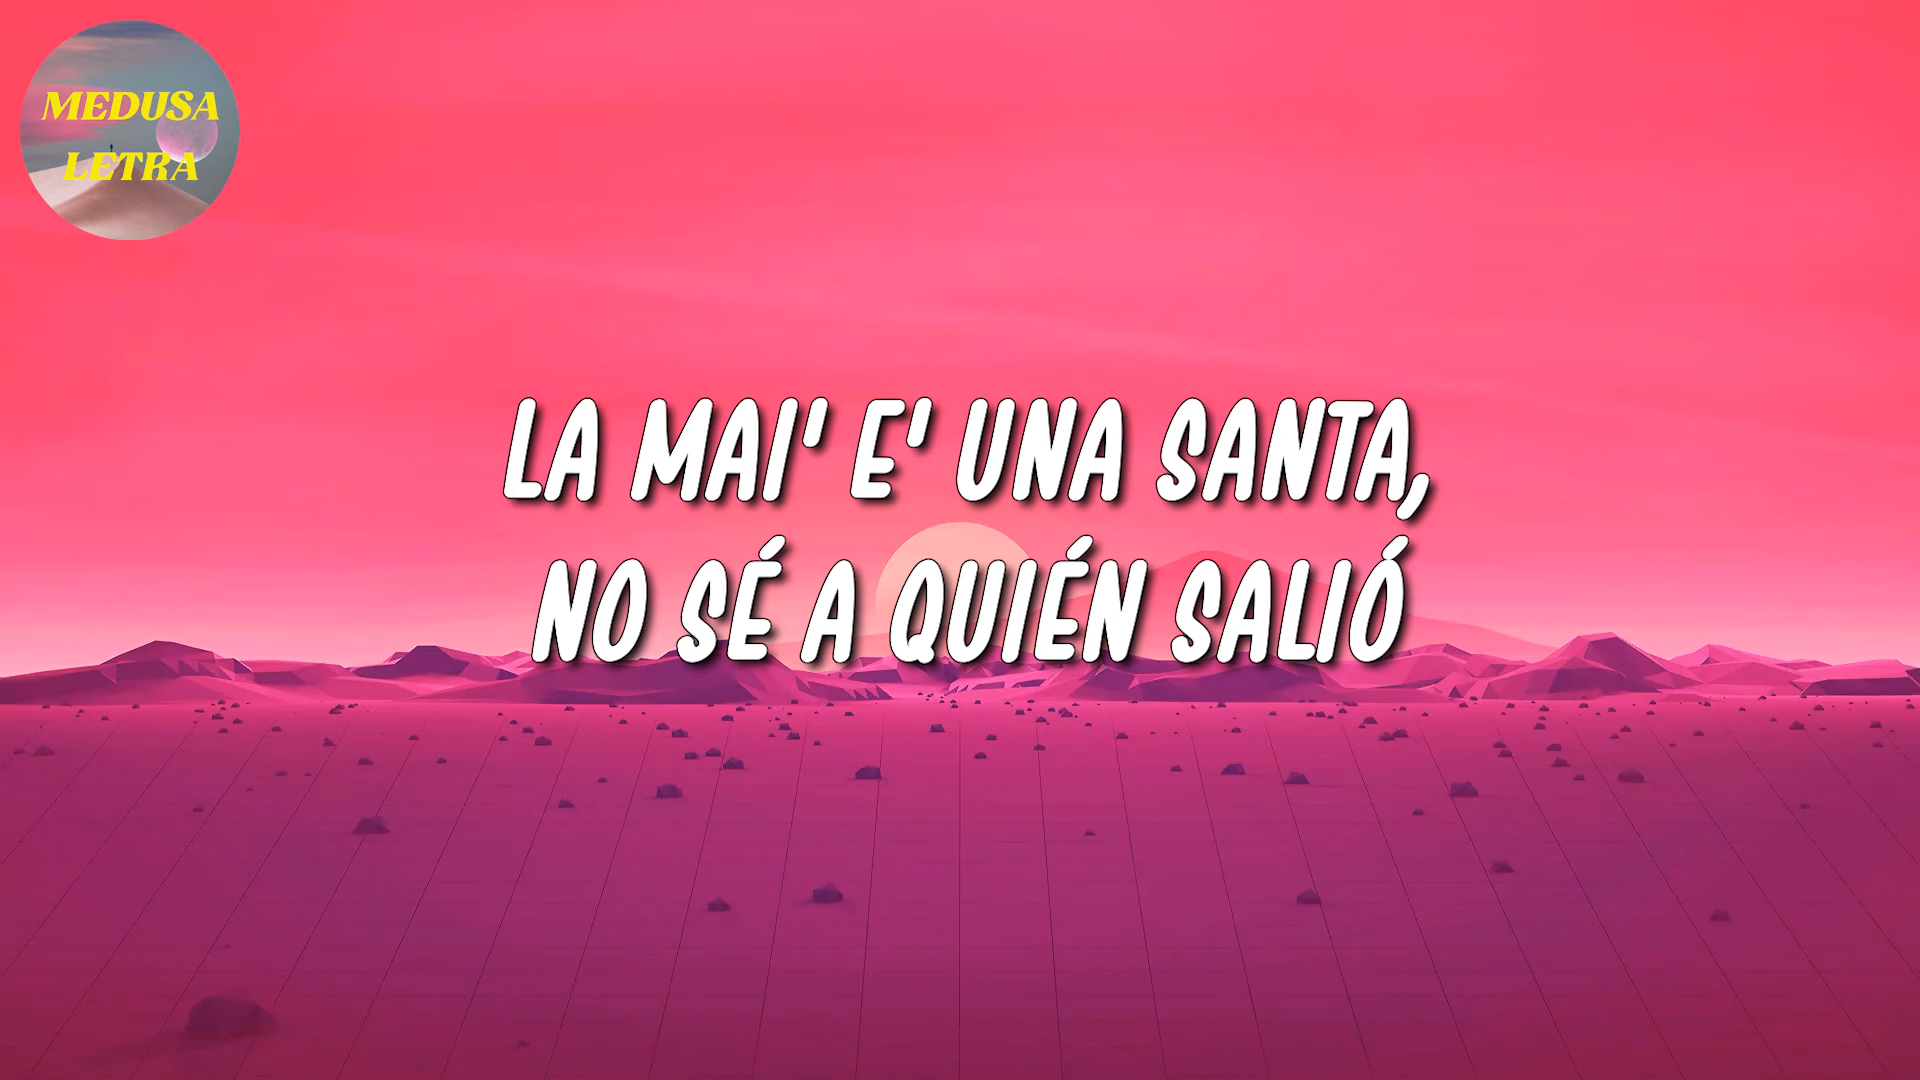 MEDUSA
LETRA
LA MAI' E' UNA SANTA,
NO SÉ A QUIÉN SALIÓ